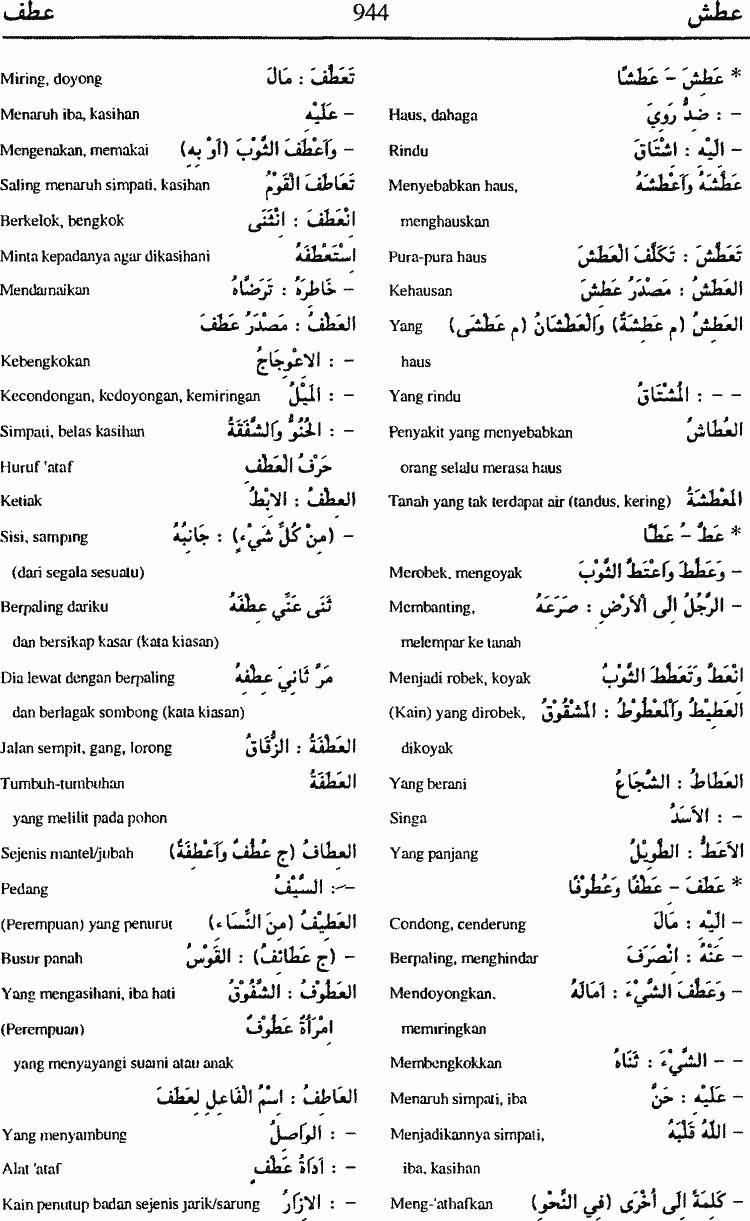 عطش 944 عطف
* عَطِشَ – عَطَشًا
– : ضِدُّ رَوِيَ Haus, dahaga
– اِلَيْهِ : اشْتَاقَ Rindu
عَطَّشَهُ وَاَعْطَشَهُ Menyebabkan haus,
menghauskan
تَعَطَّشَ : تَكَلَّفَ الْعَطَشَ Pura-pura haus
العَطَشُ : مَصْدَرُ عَطِشَ Kehausan
العَطِشُ (م عَطِشَةٌ) وَالْعَطْشَانُ (م عَطْشَى) Yang
haus
– – : الْمُشْتَاقُ Yang rindu
العُطَاشُ Penyakit yang menyebabkan
orang selalu merasa haus
الْمَعْطَشَةُ Tanah yang tak terdapat air (tandus, kering)
* عَطَّ – عَطًّا
– وَعَطَّطَ وَاعْتَطَّ الثَّوْبَ Merobek, mengoyak
– الرَّجُلَ اِلَى اْلاَرْضِ : صَرَعَهُ Membanting,
melempar ke tanah
انْعَطَّ وَتَعَطَّطَ الثَّوْبُ Menjadi robek, koyak
العَطِيْطُ وَالْمَعْطُوْطُ : الْمَشْقُوْقُ (Kain) yang dirobek,
dikoyak
العَطَاطُ : الشُّجَاعُ Yang berani
– : الاَسَدُ Singa
الاَعَطُّ : الطَّوِيْلُ Yang panjang
* عَطَفَ – عَطْفًا وَعُطُوْفًا
– اِلَيْهِ : مَالَ Condong, cenderung
– عَنْهُ : انْصَرَفَ Berpaling, menghindar
– وَعَطَّفَ الشَّيْءَ : اَمَالَهُ Mendoyongkan,
memiringkan
– – الشَّيْءَ : ثَنَاهُ Membengkokkan
– عَلَيْهِ : حَنَّ Menaruh simpati, iba
– اللّٰهُ قَلْبَهُ Menjadikannya simpati,
iba, kasihan
– كَلِمَةً اِلَى اُخْرَى (فِي النَّحْوِ) Meng-'athafkan
تَعَطَّفَ : مَالَ Miring, doyong
– عَلَيْهِ Menaruh iba, kasihan
– وَاَعْطَفَ الثَّوْبَ (اَوْ بِهِ) Mengenakan, memakai
تَعَاطَفَ الْقَوْمُ Saling menaruh simpati, kasihan
انْعَطَفَ : انْثَنَى Berkelok, bengkok
اسْتَعْطَفَهُ Minta kepadanya agar dikasihani
– خَاطِرَهُ : تَرَضَّاهُ Mendamaikan
العَطْفُ : مَصْدَرُ عَطَفَ
– : الاعْوِجَاجُ Kebengkokan
– : الْمَيْلُ Kecondongan, kedoyongan, kemiringan
– : الْحُنُوُّ وَالشَّفَقَةُ Simpati, belas kasihan
حَرْفُ الْعَطْفِ Huruf 'ataf
العِطْفُ : الاِبْطُ Ketiak
– (مِنْ كُلِّ شَيْءٍ) : جَانِبُهُ Sisi, samping
(dari segala sesuatu)
ثَنَى عَنِّي عِطْفَهُ Berpaling dariku
dan bersikap kasar (kata kiasan)
مَرَّ ثَانِيَ عِطْفِهِ Dia lewat dengan berpaling
dan berlagak sombong (kata kiasan)
العَطْفَةُ : الزُّقَاقُ Jalan sempit, gang, lorong
العَطَفَةُ Tumbuh-tumbuhan
yang melilit pada pohon
العِطَافُ (ج عُطُفٌ وَاَعْطِفَةٌ) Sejenis mantel/jubah
–: السَّيْفُ Pedang
العَطِيْفُ (مِنَ النِّسَاءِ) (Perempuan) yang penurut
– (ج عَطَائِفُ) : القَوْسُ Busur panah
العَطُوْفُ : الشَّفُوْقُ Yang mengasihani, iba hati
امْرَاَةٌ عَطُوْفٌ (Perempuan)
yang menyayangi suami atau anak
العَاطِفُ : اسْمُ الْفَاعِلِ لِعَطَفَ
– : الوَاصِلُ Yang menyambung
– : اَدَاةُ عَطْفٍ Alat 'ataf
– : الاِزَارُ Kain penutup badan sejenis jarik/sarung